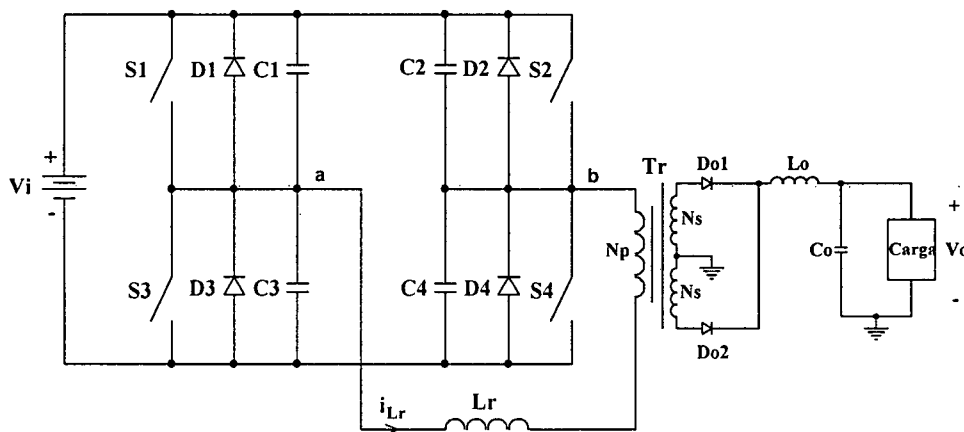 S1
D1
C1
C2
D2
S2
+
Vi
-
a
b
Tr
Do1
Lo
Np
Ns
Ns
Co
Carga
+
Vo
-
S3
D3
C3
C4
D4
S4
Do2
iLr
Lr